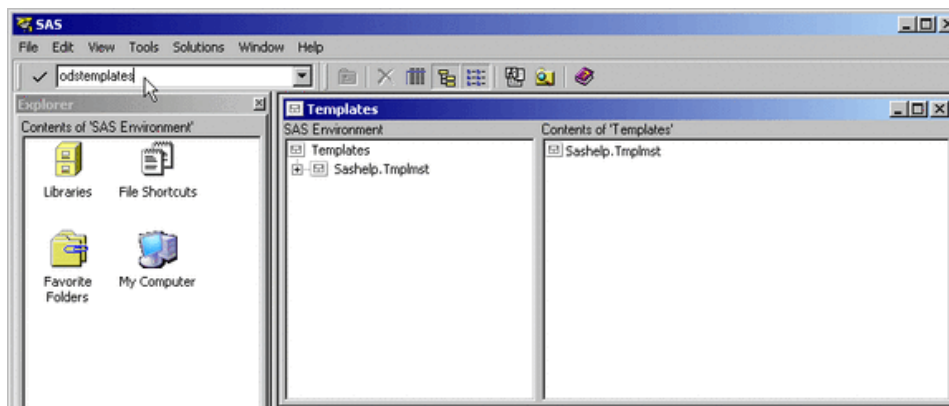 SAS
File Edit View Tools Solutions Window Help
odstemplates
Explorer
Contents of 'SAS Environment'
Libraries
File Shortcuts
Favorite
Folders
My Computer
Templates
SAS Environment
Templates
Sashelp.Tmplmst
Contents of 'Templates'
Sashelp.Tmplmst